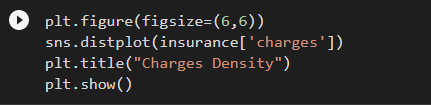 plt.figure(figsize=(6,6))
sns.distplot(insurance['charges'])
plt.title("Charges Density")
plt.show()